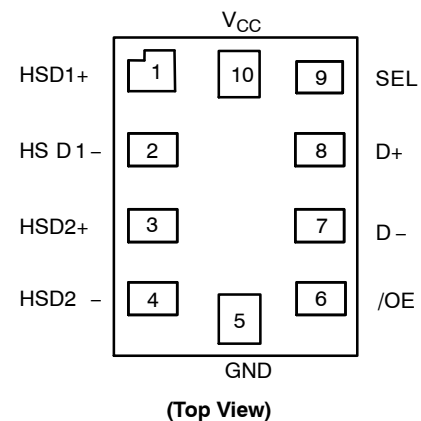 VCC
HSD1+ 1 10 9 SEL
HS D 1 – 2 8 D+
HSD2+ 3 7 D –
HSD2 – 4 5 6 /OE
GND
(Top View)